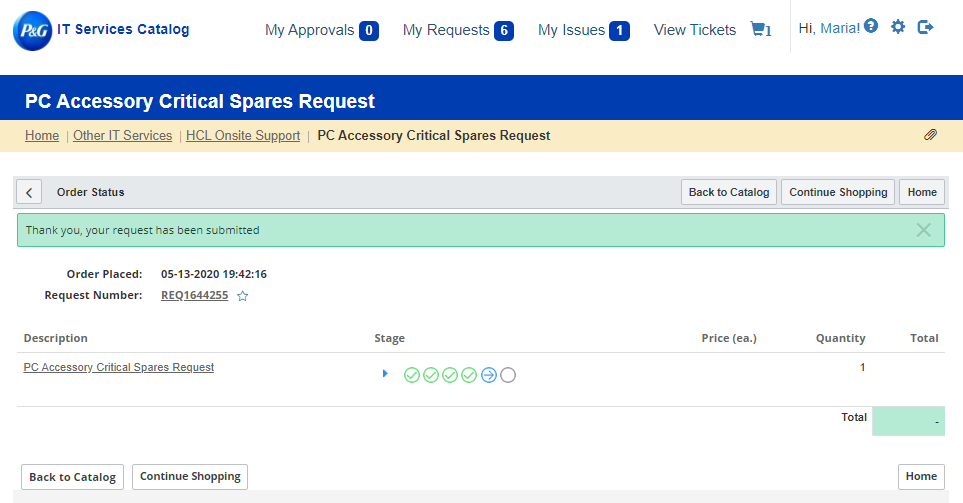 P&G IT Services Catalog My Approvals 0 My Requests 6 My Issues 1 View Tickets 1 Hi, Maria! ?
PC Accessory Critical Spares Request
Home | Other IT Services | HCL Onsite Support | PC Accessory Critical Spares Request
< Order Status Back to Catalog Continue Shopping Home
Thank you, your request has been submitted
Order Placed: 05-13-2020 19:42:16
Request Number: REQ1644255
Description Stage Price (ea.) Quantity Total
PC Accessory Critical Spares Request 1
Total -
Back to Catalog Continue Shopping Home